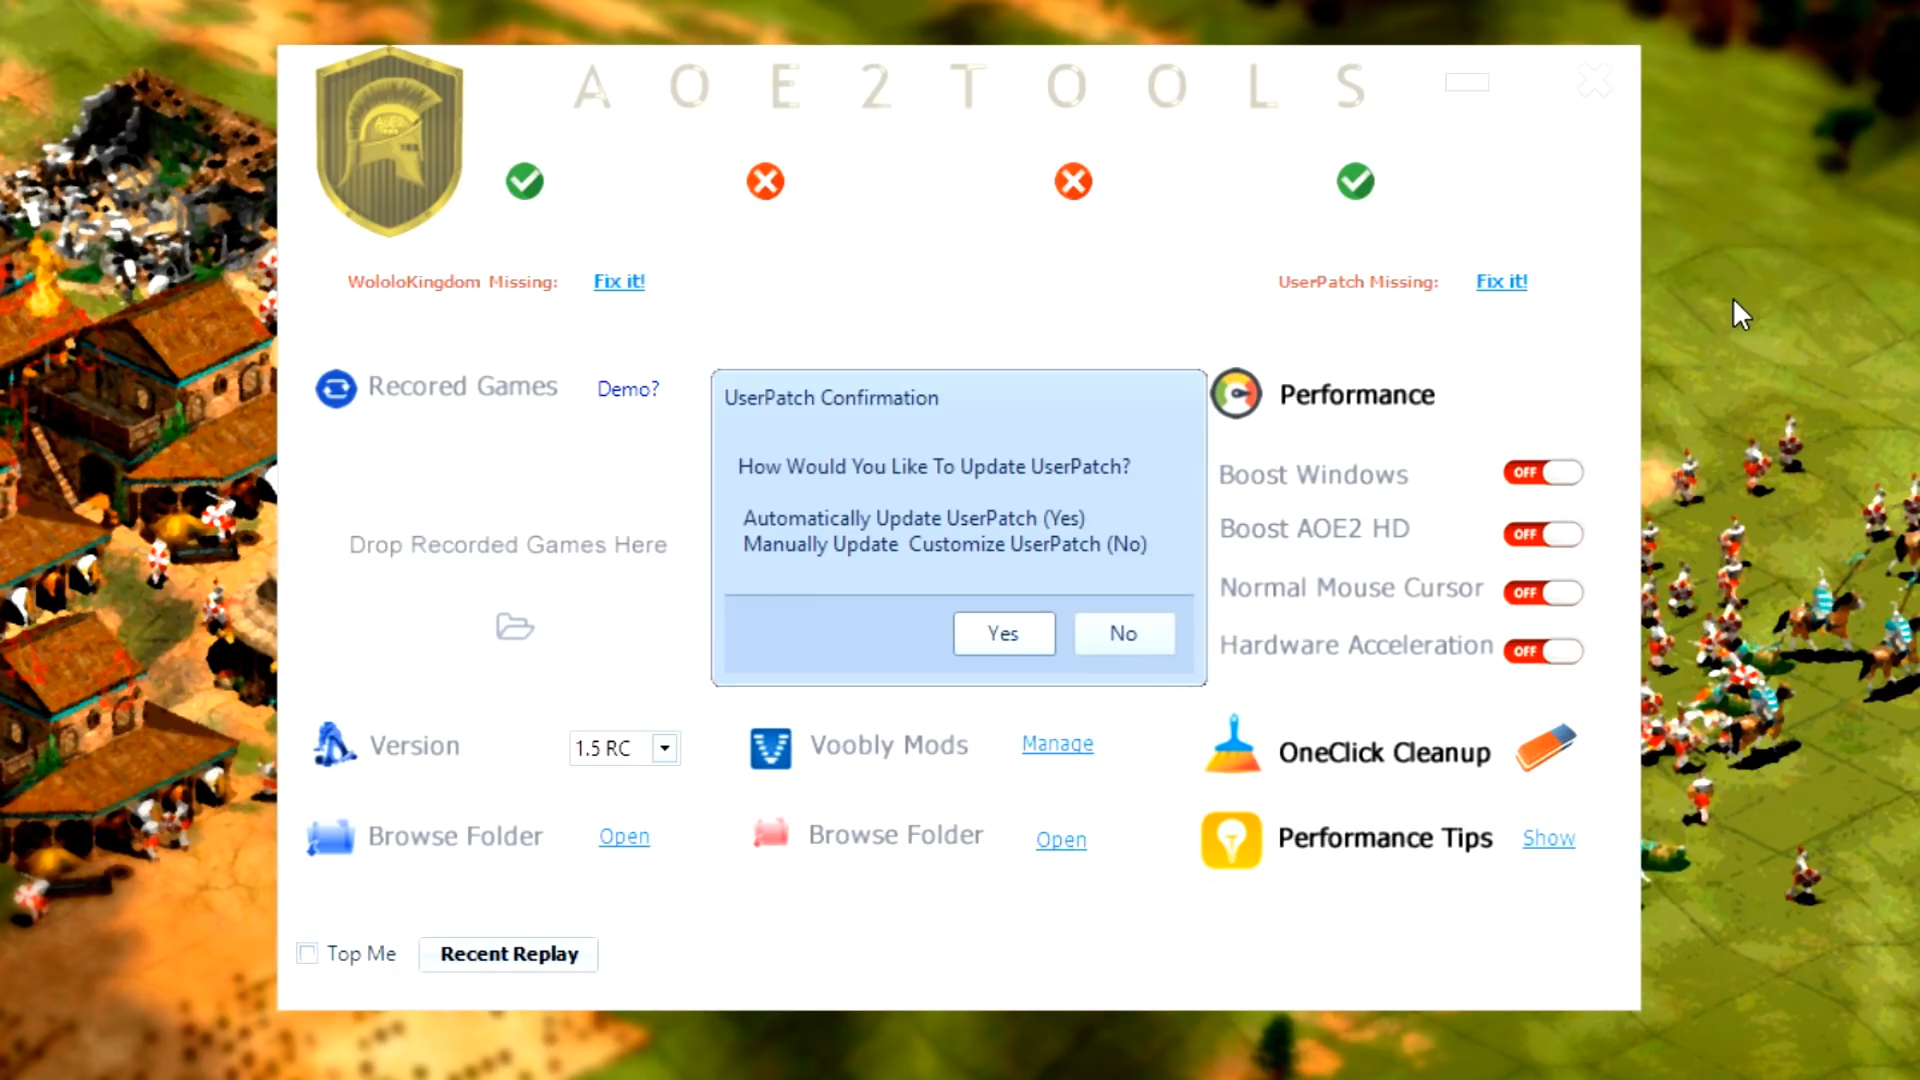 A O E 2 T O O L S
WololoKingdom Missing: Fix it!
UserPatch Missing: Fix it!
Recored Games Demo?
Drop Recorded Games Here
UserPatch Confirmation
How Would You Like To Update UserPatch?
Automatically Update UserPatch (Yes)
Manually Update Customize UserPatch (No)
Yes No
Performance
Boost Windows OFF
Boost AOE2 HD OFF
Normal Mouse Cursor OFF
Hardware Acceleration OFF
Version 1.5 RC
Voobly Mods Manage
OneClick Cleanup
Browse Folder Open
Browse Folder Open
Performance Tips Show
Top Me Recent Replay